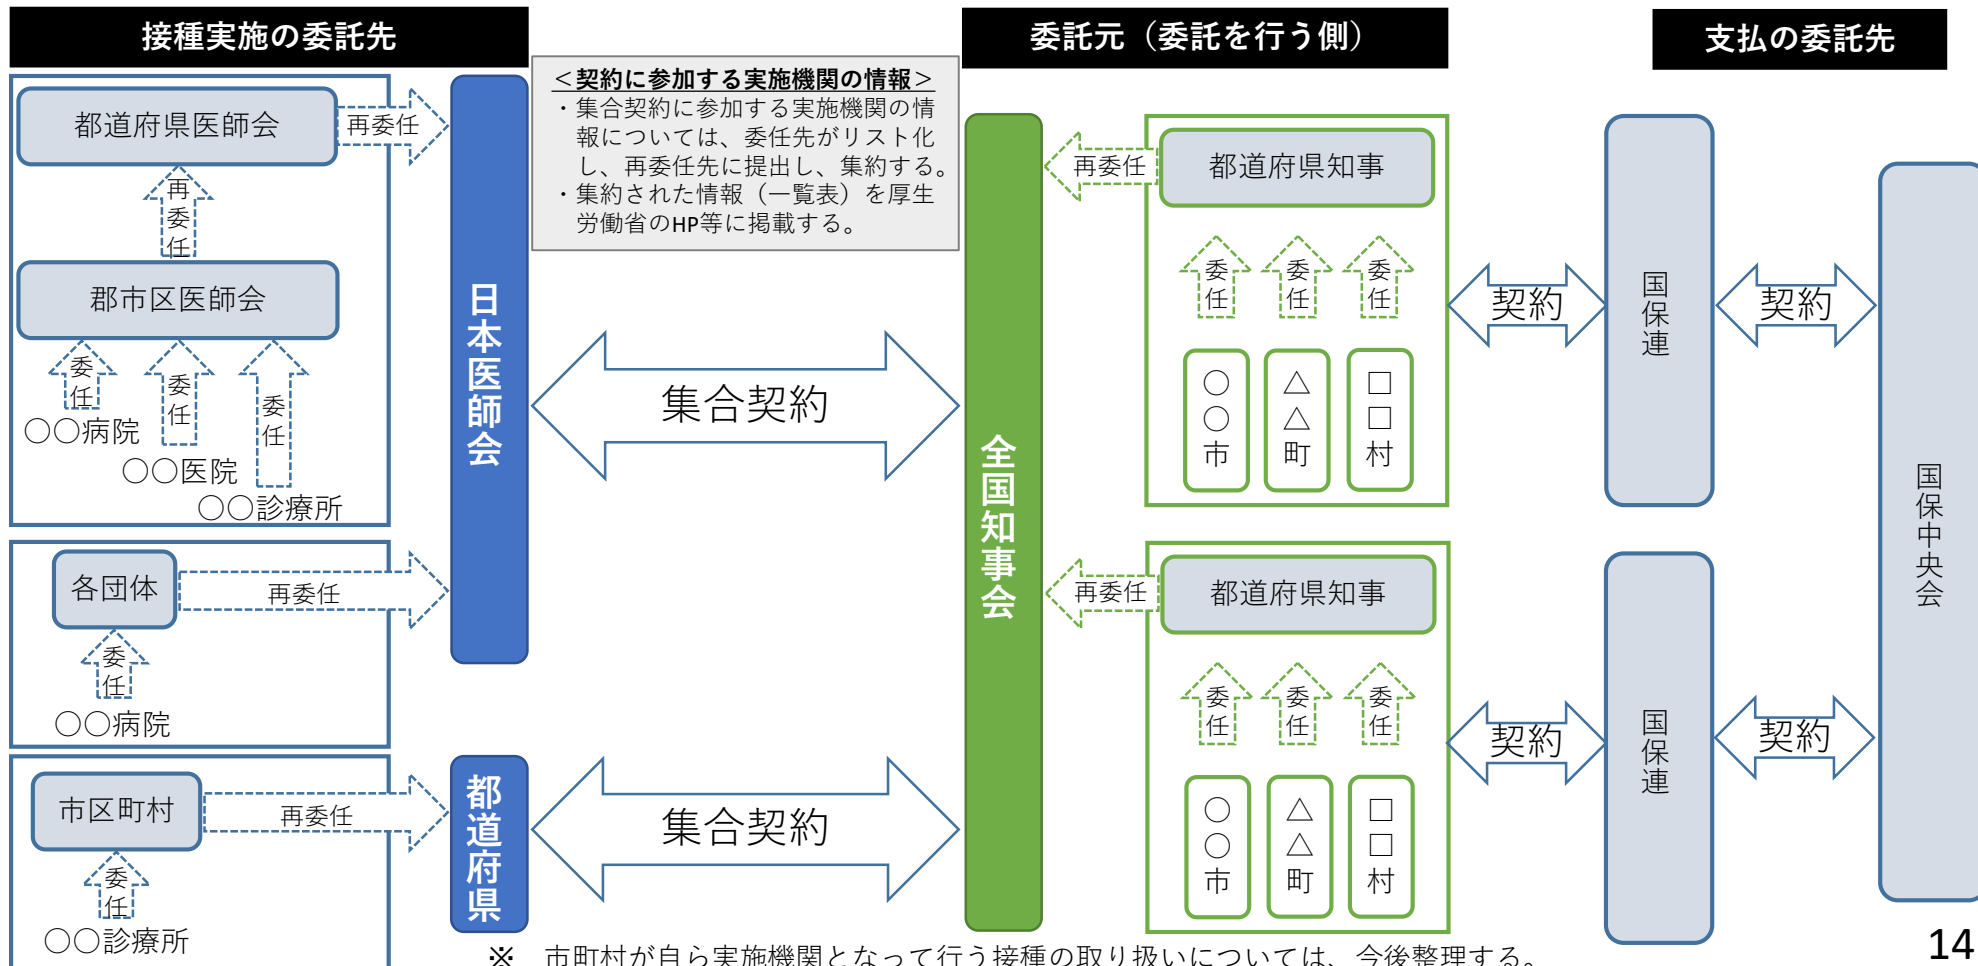 接種実施の委託先
委託元（委託を行う側）
支払の委託先
都道府県医師会
再委任
再委任
郡市区医師会
委任
委任
委任
○○病院
○○医院
○○診療所
各団体
再委任
委任
○○病院
市区町村
再委任
委任
○○診療所
日本医師会
都道府県
＜契約に参加する実施機関の情報＞
・集合契約に参加する実施機関の情
報については、委任先がリスト化
し、再委任先に提出し、集約する。
・集約された情報（一覧表）を厚生
労働省のHP等に掲載する。
集合契約
集合契約
全国知事会
再委任
都道府県知事
委任
委任
委任
○○市
△△町
□□村
再委任
都道府県知事
委任
委任
委任
○○市
△△町
□□村
契約
国保連
契約
契約
国保連
契約
国保中央会
※　市町村が自ら実施機関となって行う接種の取り扱いについては、今後整理する。
14